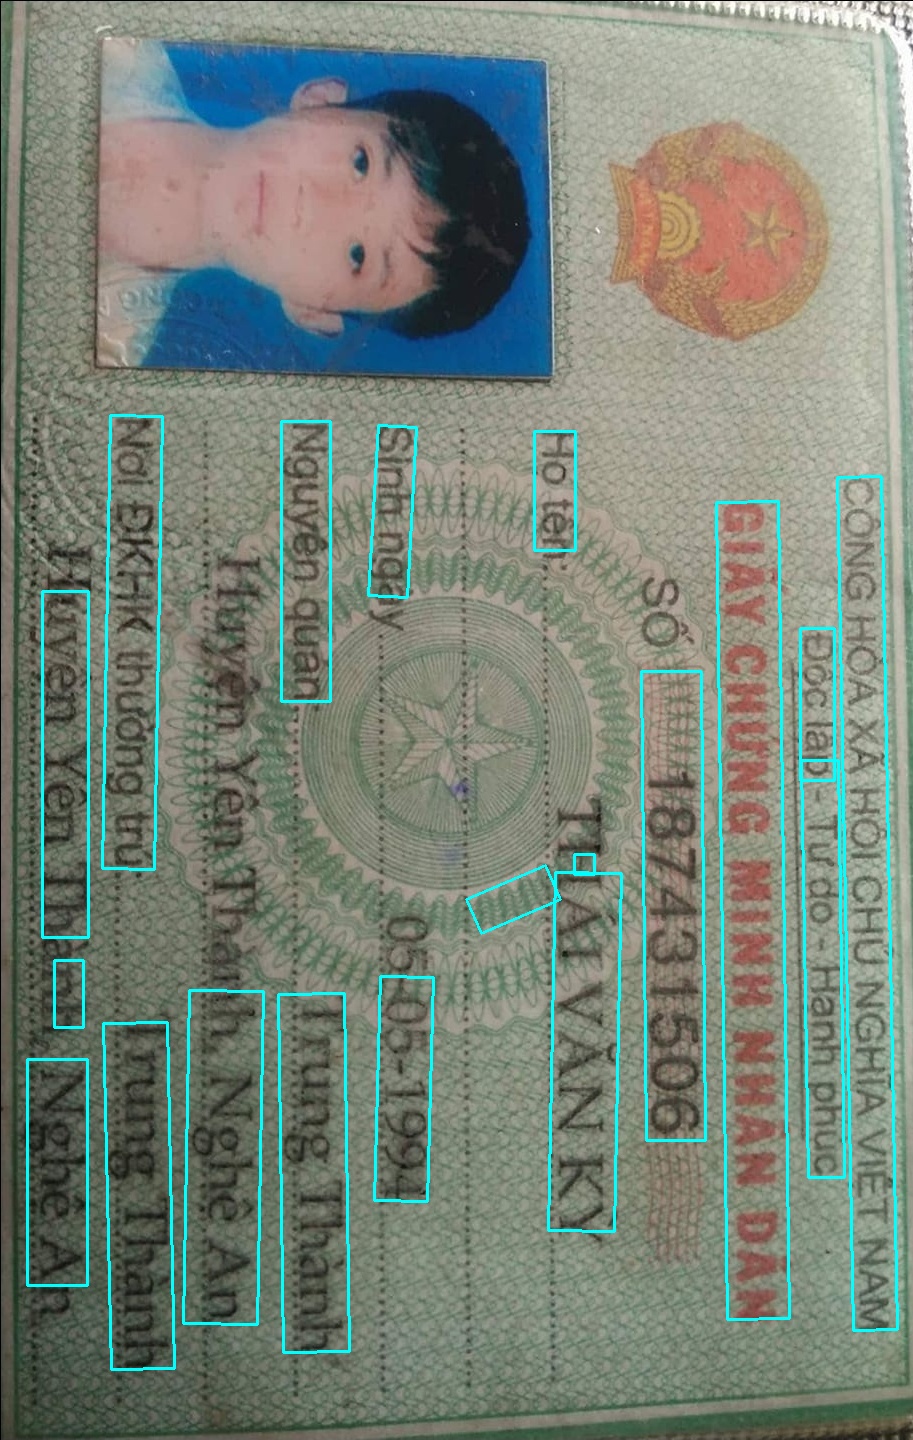 CỘNG HÒA XÃ HỘI CHỦ NGHĨA VIỆT NAM
Độc lập - Tự do - Hạnh phúc
GIẤY CHỨNG MINH NHÂN DÂN
SỐ 187431506
Họ tên: THÁI VĂN KỲ
Sinh ngày 05-06-1994
Nguyên quán Trung Thành
Huyện Yên Thành, Nghệ An
Nơi ĐKHK thường trú Trung Thành
Huyện Yên Thành, Nghệ An